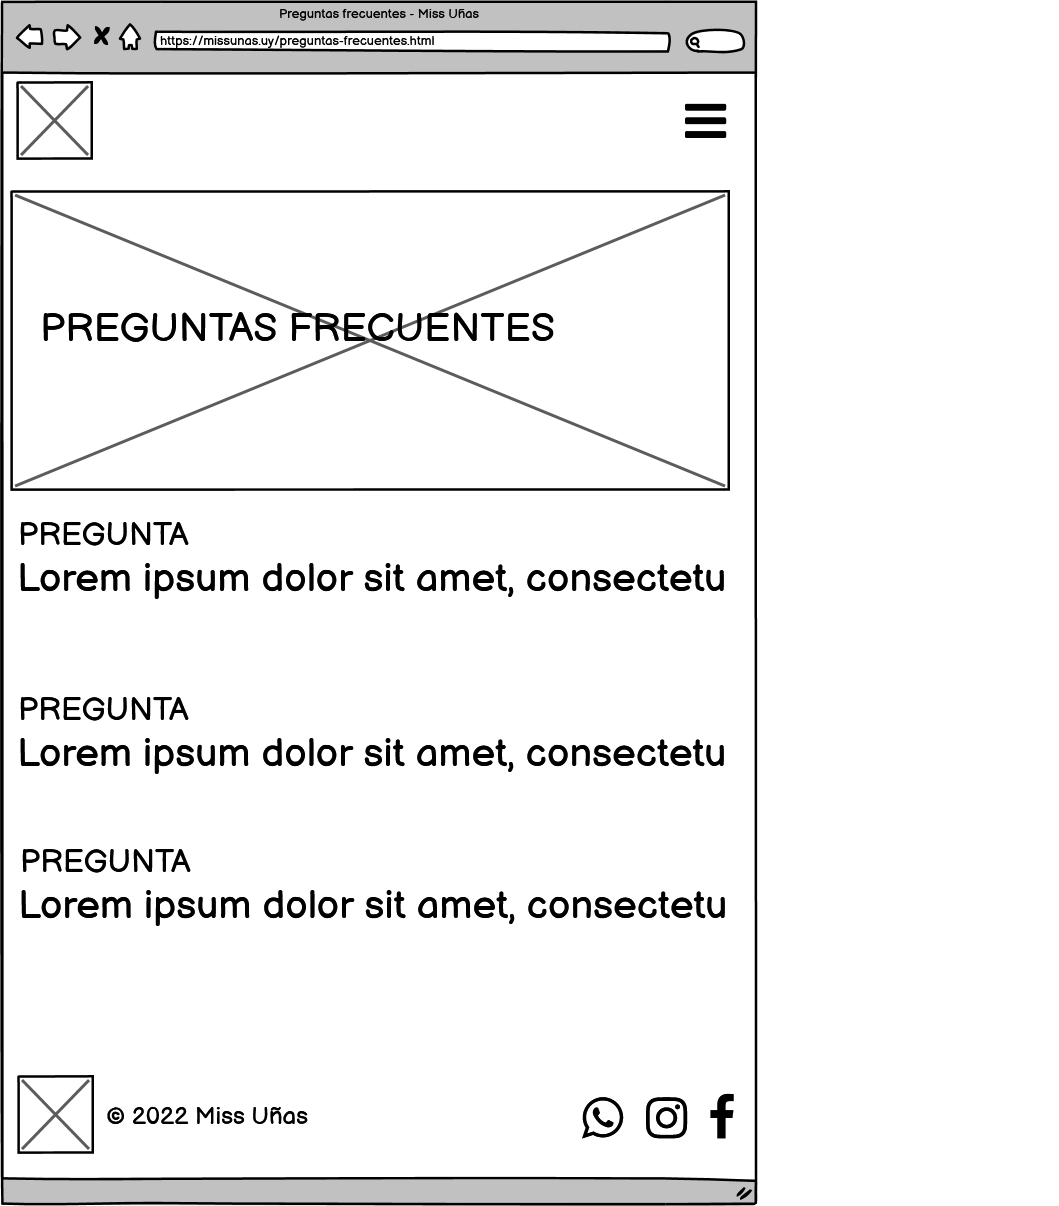 Preguntas frecuentes - Miss Uñas
https://missunas.uy/preguntas-frecuentes.html
PREGUNTAS FRECUENTES
PREGUNTA
Lorem ipsum dolor sit amet, consectetu
PREGUNTA
Lorem ipsum dolor sit amet, consectetu
PREGUNTA
Lorem ipsum dolor sit amet, consectetu
© 2022 Miss Uñas